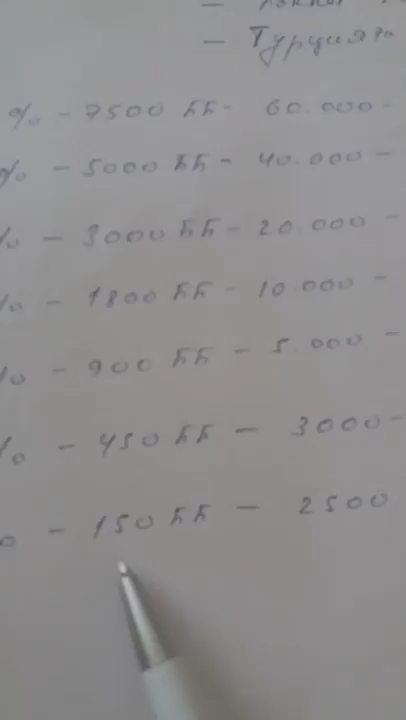 — Турцияга
% – 7500 ББ – 60.000 –
% – 5000 ББ – 40.000 –
% – 3000 ББ – 20.000 –
% – 1800 ББ – 10.000 –
% – 900 ББ – 5.000 –
% – 450 ББ – 3000 –
% – 150 ББ – 2500